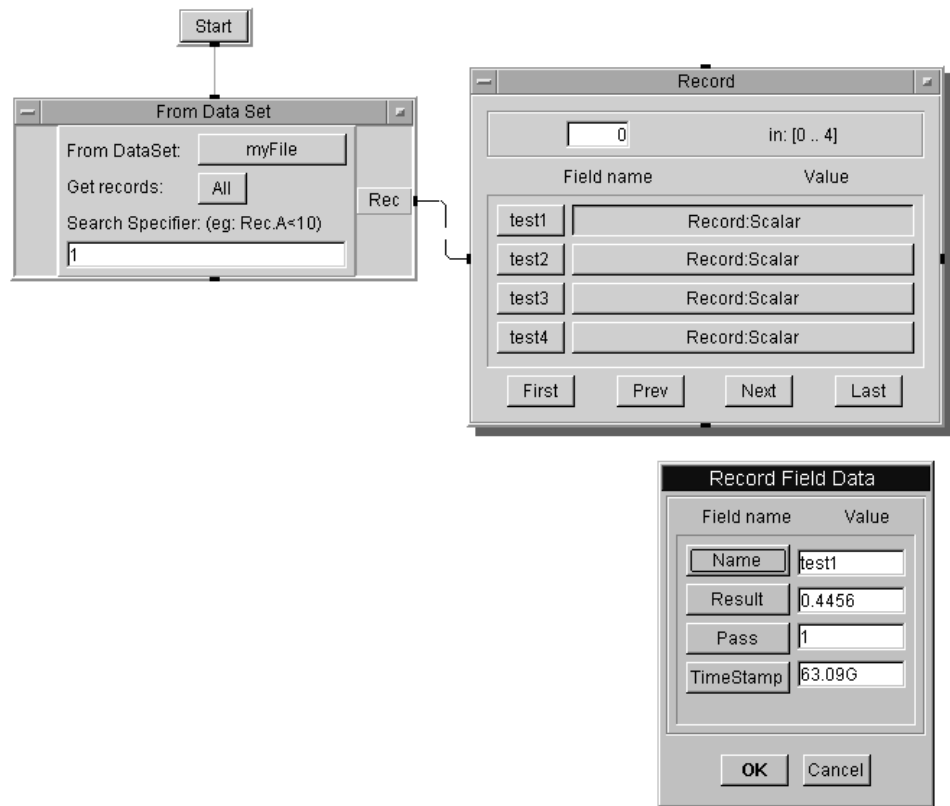 Start
From Data Set
From DataSet: myFile
Get records: All
Search Specifier: (eg: Rec.A<10)
1
Rec
Record
0 in: [0 .. 4]
Field name Value
test1 Record:Scalar
test2 Record:Scalar
test3 Record:Scalar
test4 Record:Scalar
First Prev Next Last
Record Field Data
Field name Value
Name test1
Result 0.4456
Pass 1
TimeStamp 63.09G
OK Cancel